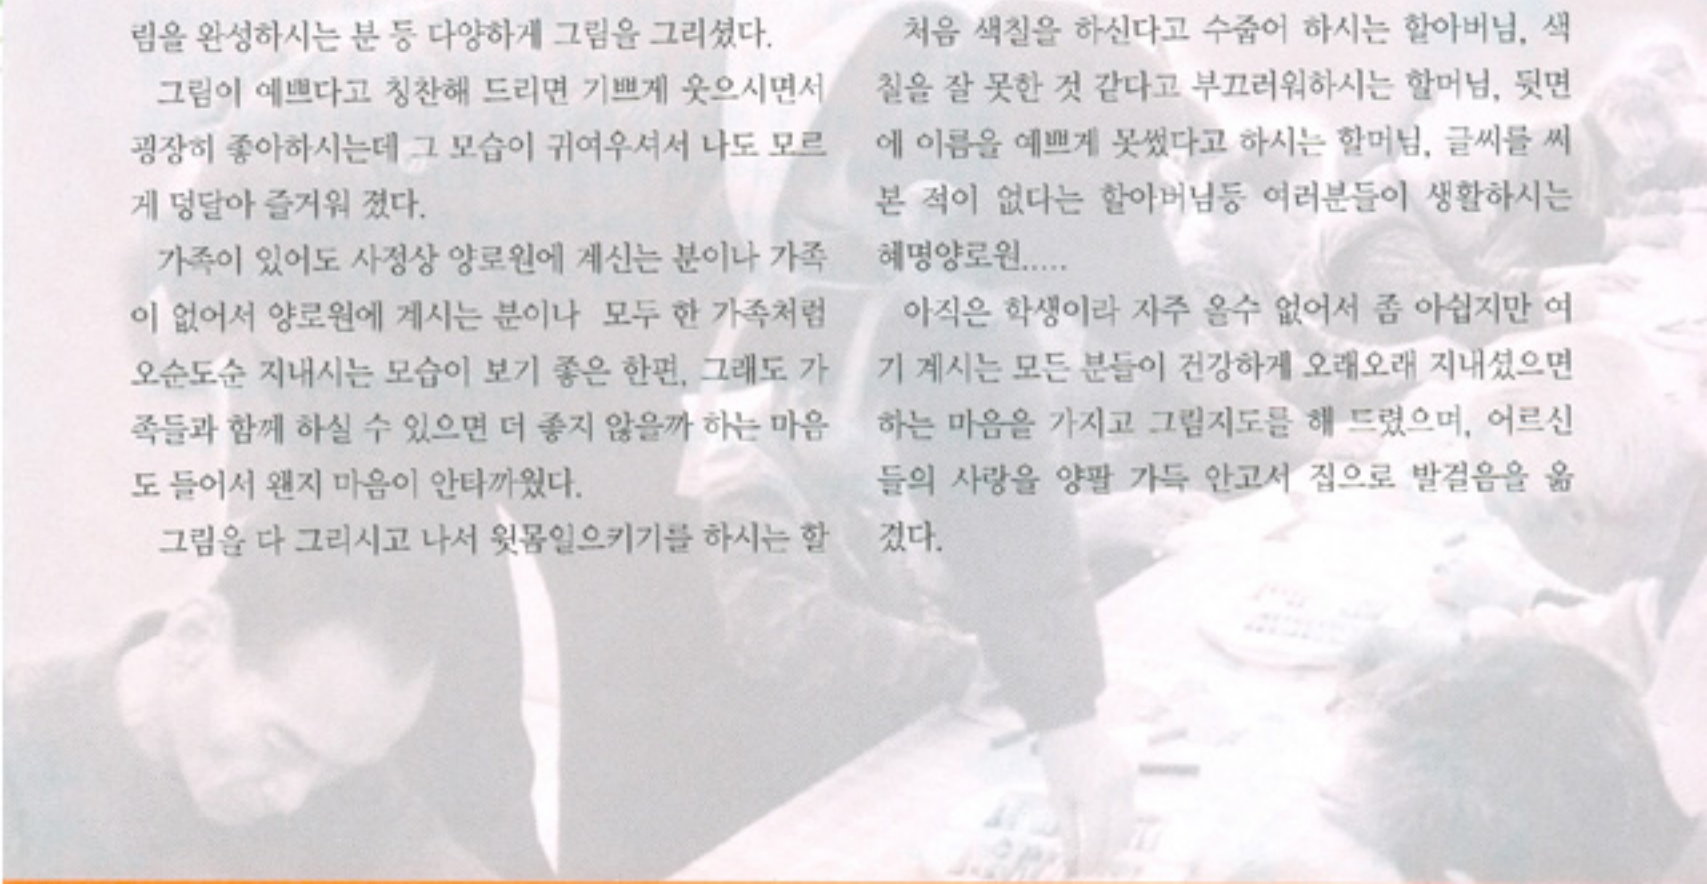 림을 완성하시는 분 등 다양하게 그림을 그리셨다.
그림이 예쁘다고 칭찬해 드리면 기쁘게 웃으시면서
굉장히 좋아하시는데 그 모습이 귀여우셔서 나도 모르
게 덩달아 즐거워 졌다.
가족이 있어도 사정상 양로원에 계신는 분이나 가족
이 없어서 양로원에 계시는 분이나 모두 한 가족처럼
오순도순 지내시는 모습이 보기 좋은 한편, 그래도 가
족들과 함께 하실 수 있으면 더 좋지 않을까 하는 마음
도 들어서 왠지 마음이 안타까웠다.
그림을 다 그리시고 나서 윗몸일으키기를 하시는 할
처음 색칠을 하신다고 수줍어 하시는 할아버님, 색
칠을 잘 못한 것 같다고 부끄러워하시는 할머님, 뒷면
에 이름을 예쁘게 못썼다고 하시는 할머님, 글씨를 써
본 적이 없다는 할아버님등 여러분들이 생활하시는
혜명양로원.....
아직은 학생이라 자주 올수 없어서 좀 아쉽지만 여
기 계시는 모든 분들이 건강하게 오래오래 지내셨으면
하는 마음을 가지고 그림지도를 해 드렸으며, 어르신
들의 사랑을 양팔 가득 안고서 집으로 발걸음을 옮
겼다.